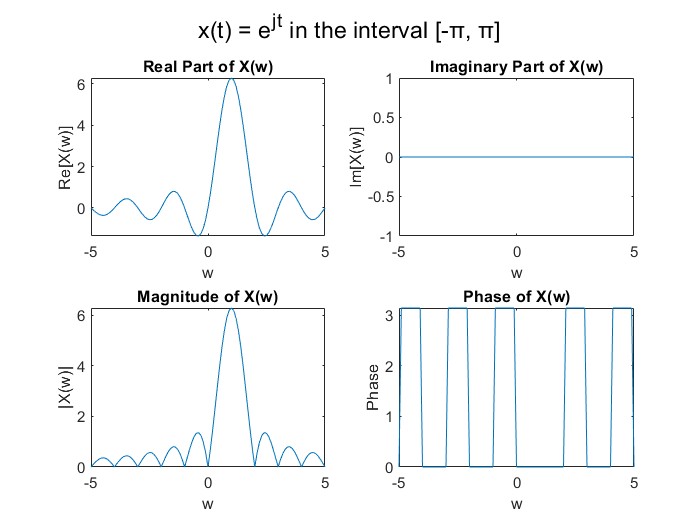 x(t) = e^jt in the interval [-π, π]
Real Part of X(w)
Re[X(w)]
6
4
2
0
-5 0 5
w
Imaginary Part of X(w)
Im[X(w)]
1
0.5
0
-0.5
-1
-5 0 5
w
Magnitude of X(w)
|X(w)|
6
4
2
0
-5 0 5
w
Phase of X(w)
Phase
3
2
1
0
-5 0 5
w